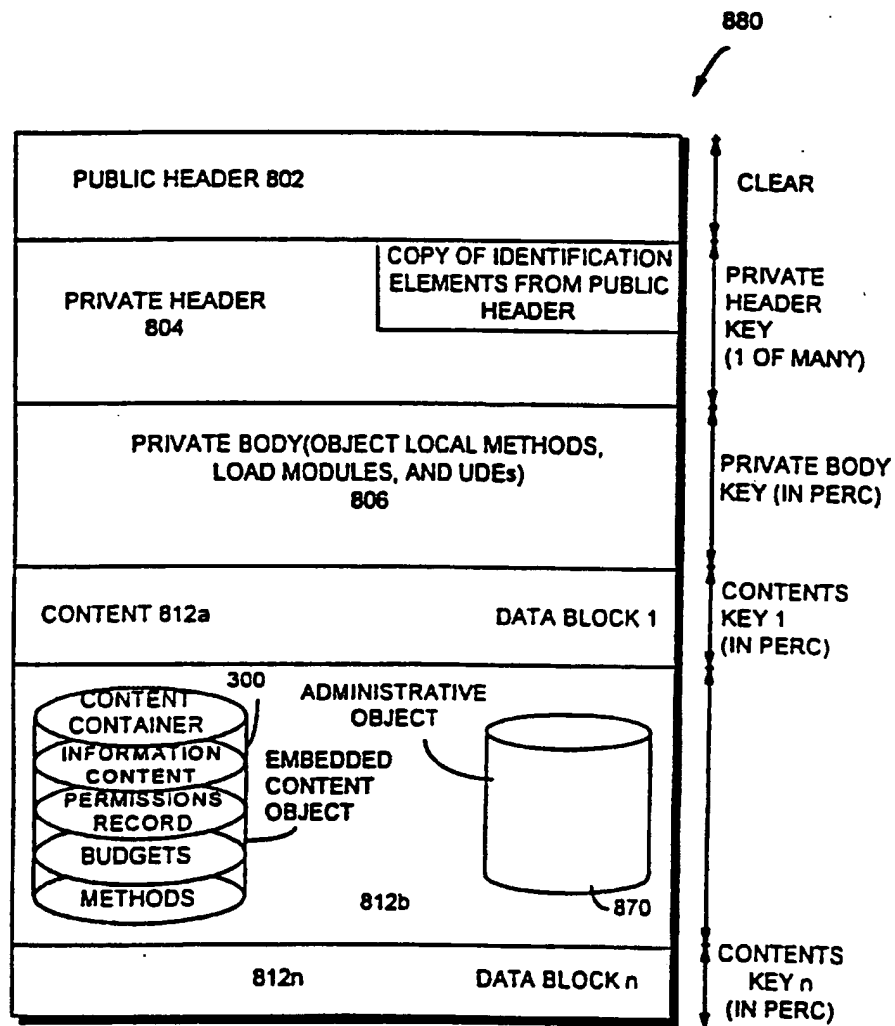 880
PUBLIC HEADER 802
CLEAR
COPY OF IDENTIFICATION
ELEMENTS FROM PUBLIC
HEADER
PRIVATE HEADER
804
PRIVATE
HEADER
KEY
(1 OF MANY)
PRIVATE BODY(OBJECT LOCAL METHODS,
LOAD MODULES, AND UDEs)
806
PRIVATE BODY
KEY (IN PERC)
CONTENT 812a
DATA BLOCK 1
CONTENTS
KEY 1
(IN PERC)
300
CONTENT
CONTAINER
INFORMATION
CONTENT
PERMISSIONS
RECORD
BUDGETS
METHODS
EMBEDDED
CONTENT
OBJECT
ADMINISTRATIVE
OBJECT
812b
870
812n
DATA BLOCK n
CONTENTS
KEY n
(IN PERC)